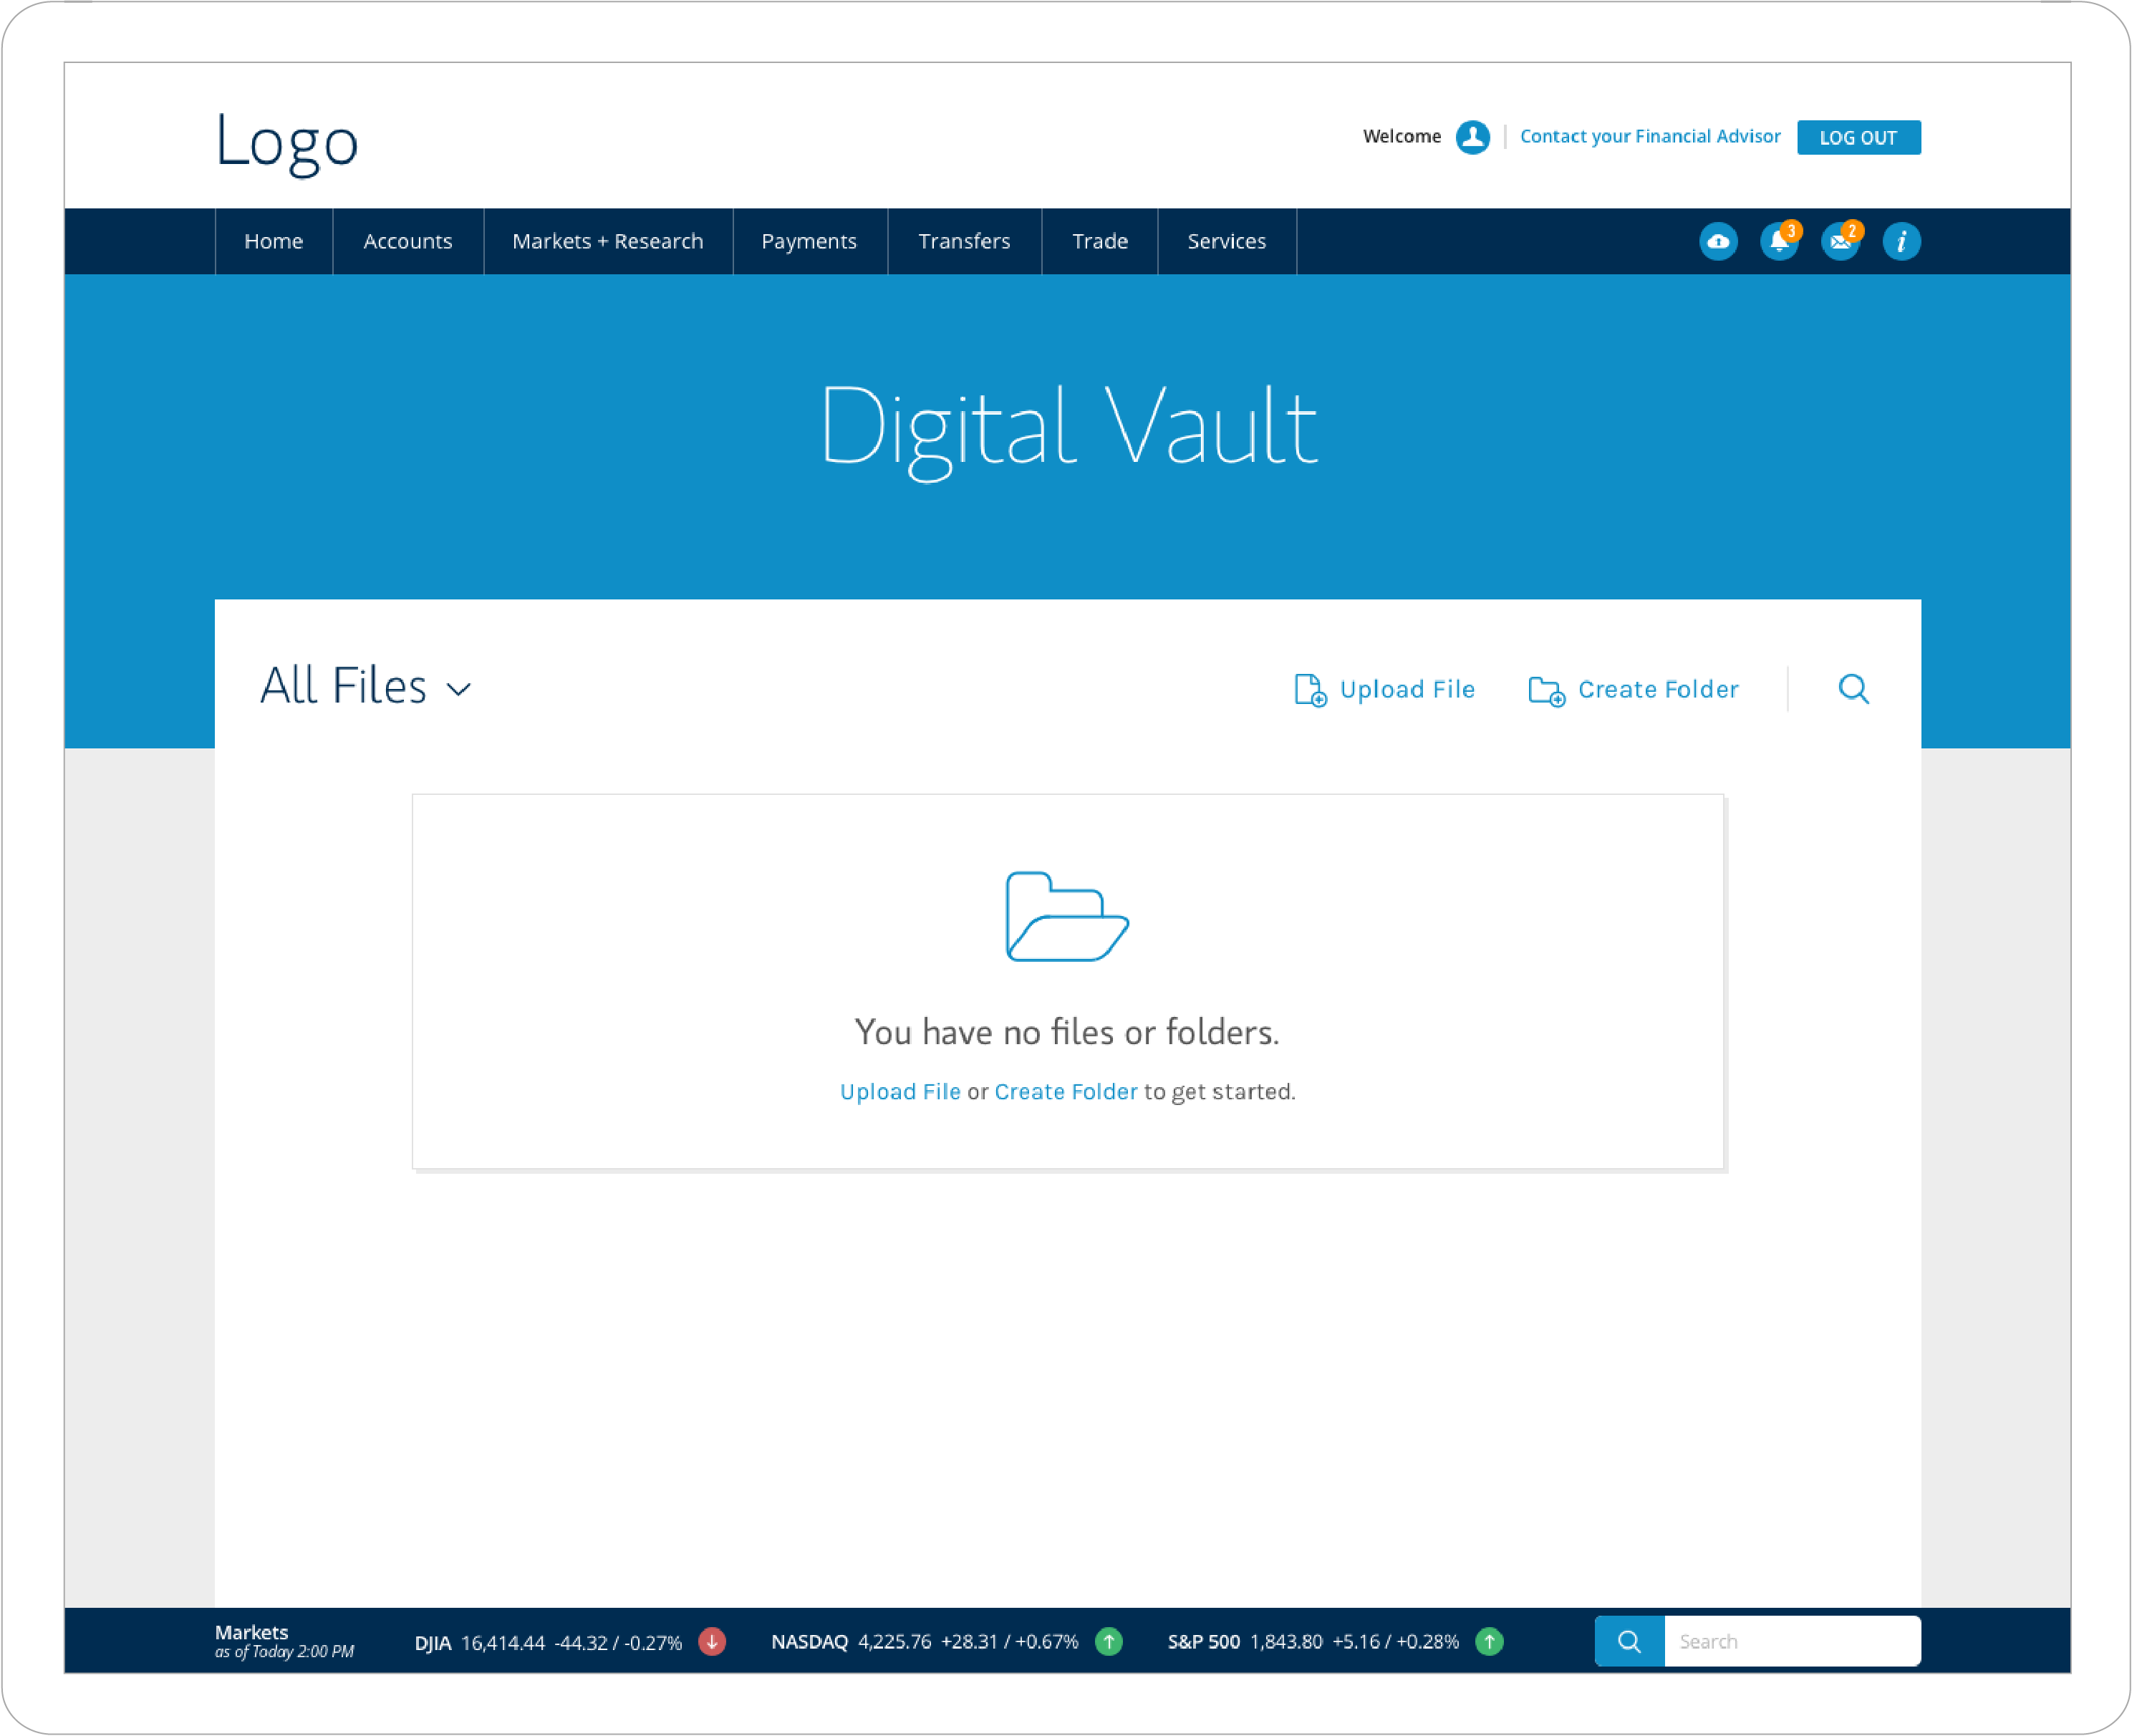 Logo
Welcome
Contact your Financial Advisor
LOG OUT
Home
Accounts
Markets + Research
Payments
Transfers
Trade
Services
3
2
i
Digital Vault
All Files
Upload File
Create Folder
You have no files or folders.
Upload File or Create Folder to get started.
Markets
as of Today 2:00 PM
DJIA 16,414.44 -44.32 / -0.27%
NASDAQ 4,225.76 +28.31 / +0.67%
S&P 500 1,843.80 +5.16 / +0.28%
Search